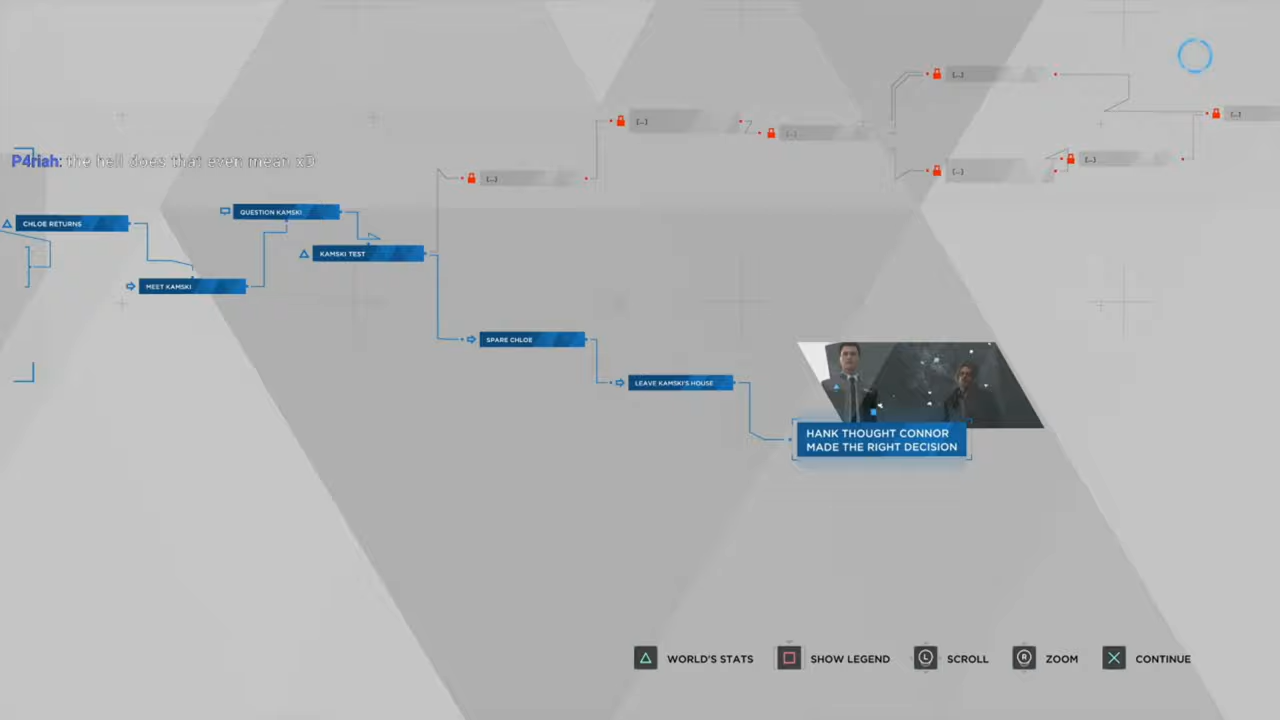 [...]
[...]
[...]
[...]
P4riah: the hell does that even mean xD
[...]
[...]
[...]
QUESTION KAMSKI
CHLOE RETURNS
KAMSKI TEST
MEET KAMSKI
SPARE CHLOE
LEAVE KAMSKI'S HOUSE
HANK THOUGHT CONNOR
MADE THE RIGHT DECISION
WORLD'S STATS
SHOW LEGEND
L
SCROLL
R
ZOOM
CONTINUE